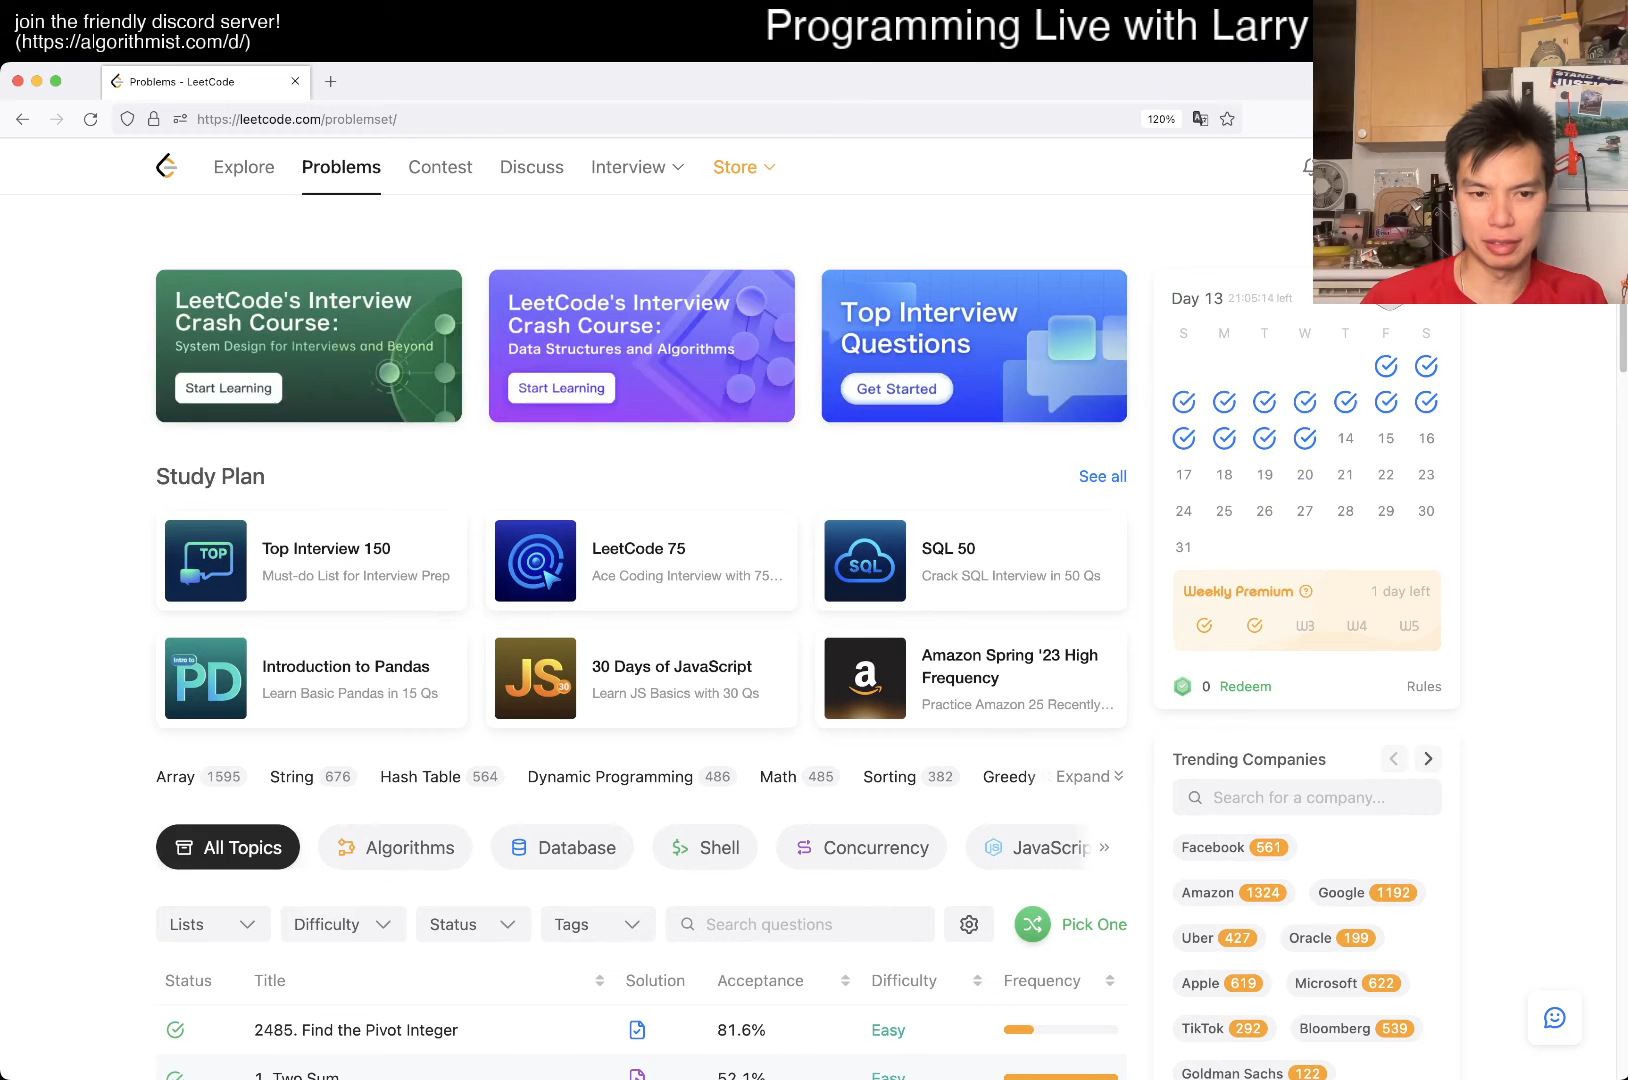 join the friendly discord server!
(https://algorithmist.com/d/)
Programming Live with Larry
Problems - LeetCode
https://leetcode.com/problemset/
120%
Explore
Problems
Contest
Discuss
Interview
Store
LeetCode's Interview
Crash Course:
System Design for Interviews and Beyond
Start Learning
LeetCode's Interview
Crash Course:
Data Structures and Algorithms
Start Learning
Top Interview
Questions
Get Started
Day 13 21:05:14 left
S M T W T F S
14 15 16
17 18 19 20 21 22 23
24 25 26 27 28 29 30
31
Weekly Premium
1 day left
W3 W4 W5
0 Redeem
Rules
Study Plan
See all
TOP
Top Interview 150
Must-do List for Interview Prep
LeetCode 75
Ace Coding Interview with 75...
SQL
SQL 50
Crack SQL Interview in 50 Qs
Intro to
PD
Introduction to Pandas
Learn Basic Pandas in 15 Qs
JS
30
30 Days of JavaScript
Learn JS Basics with 30 Qs
a
Amazon Spring '23 High
Frequency
Practice Amazon 25 Recently...
Array 1595
String 676
Hash Table 564
Dynamic Programming 486
Math 485
Sorting 382
Greedy
Expand
All Topics
Algorithms
Database
Shell
Concurrency
JavaScrip
Lists
Difficulty
Status
Tags
Search questions
Pick One
Status Title Solution Acceptance Difficulty Frequency
2485. Find the Pivot Integer 81.6% Easy
1. Two Sum 52.1% Easy
Trending Companies
Search for a company...
Facebook 561
Amazon 1324 Google 1192
Uber 427 Oracle 199
Apple 619 Microsoft 622
TikTok 292 Bloomberg 539
Goldman Sachs 122